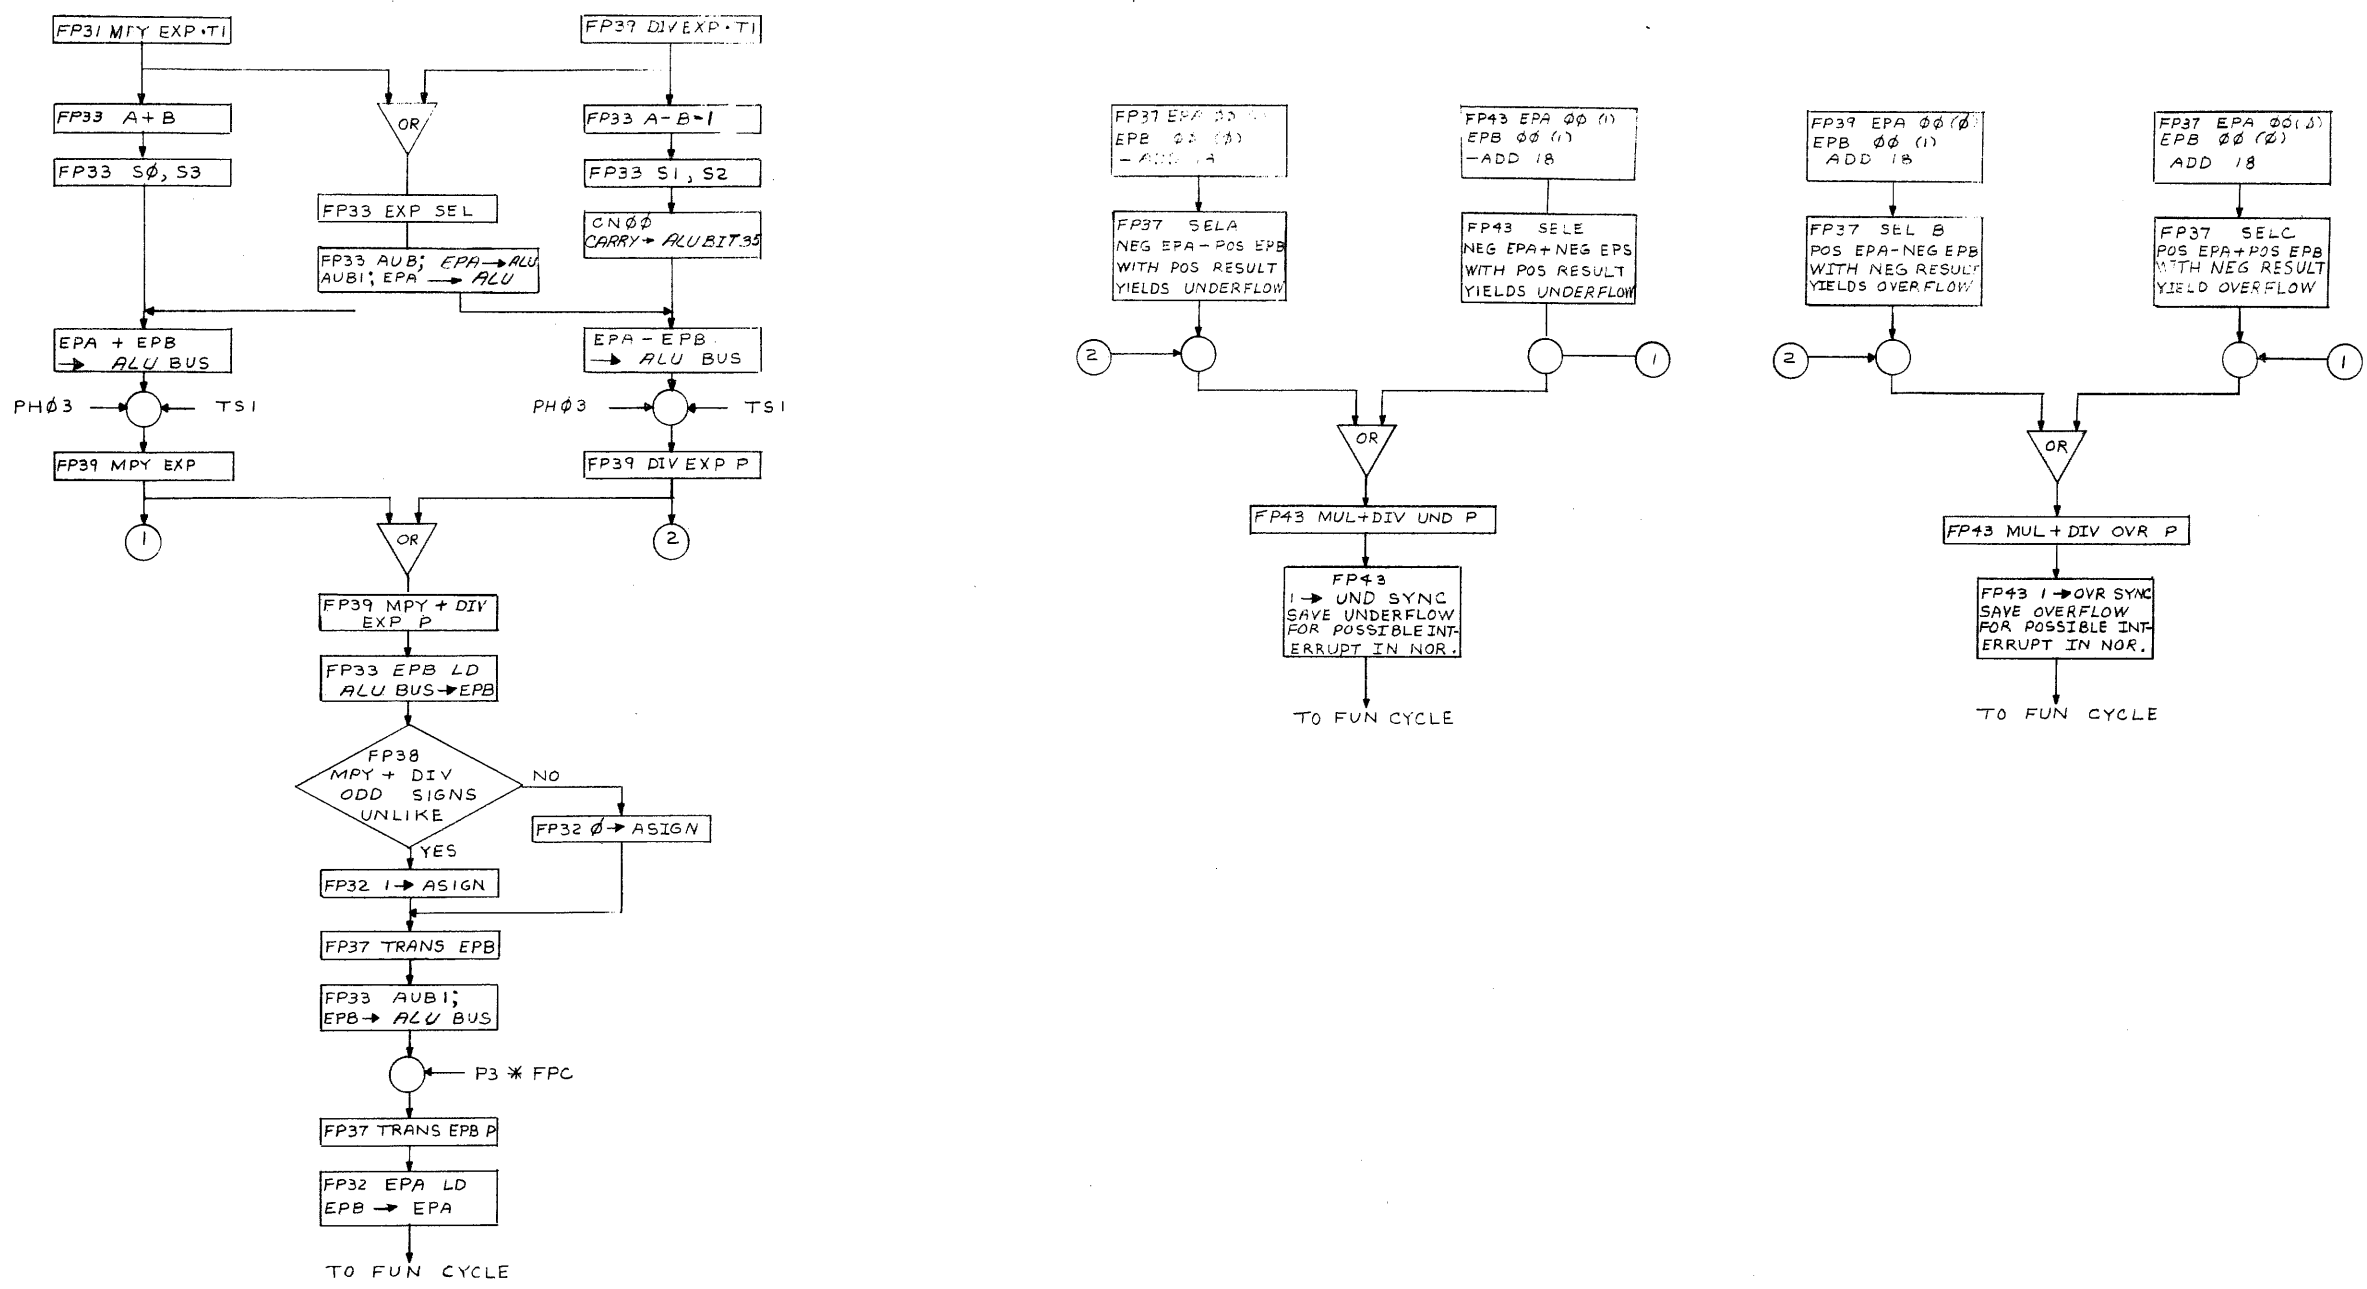 FP31 MPY EXP·T1
FP39 DIV EXP·T1
FP33 A+B
OR
FP33 A-B-1
FP33 SØ, S3
FP33 S1, S2
FP33 EXP SEL
CNØØ
CARRY→ ALUBIT35
FP33 AUB; EPA→ALU
AUB1; EPA → ALU
EPA + EPB
→ ALU BUS
EPA - EPB
→ ALU BUS
PHØ3
TS1
PHØ3
TS1
FP39 MPY EXP
FP39 DIV EXP P
1
OR
2
FP39 MPY + DIV
EXP P
FP33 EPB LD
ALU BUS→EPB
FP38
MPY + DIV
ODD SIGNS
UNLIKE
NO
FP32 Ø→ ASIGN
YES
FP32 1→ ASIGN
FP37 TRANS EPB
FP33 AUB1;
EPB→ ALU BUS
P3 * FPC
FP37 TRANS EPB P
FP32 EPA LD
EPB → EPA
TO FUN CYCLE
FP37 EPA
EPB ØØ (Ø)
- ADD
FP37 SELA
NEG EPA-POS EPB
WITH POS RESULT
YIELDS UNDERFLOW
2
FP43 EPA ØØ (1)
EPB ØØ (1)
-ADD 18
FP43 SELE
NEG EPA+NEG EPS
WITH POS RESULT
YIELDS UNDERFLOW
1
OR
FP43 MUL+DIV UND P
FP43
1→ UND SYNC
SAVE UNDERFLOW
FOR POSSIBLE INT-
ERRUPT IN NOR.
TO FUN CYCLE
FP39 EPA ØØ (Ø)
EPB ØØ (1)
ADD 18
FP37 SEL B
POS EPA-NEG EPB
WITH NEG RESULT
YIELDS OVERFLOW
2
FP37 EPA ØØ(Ø)
EPB ØØ (Ø)
ADD 18
FP37 SELC
POS EPA+POS EPB
WITH NEG RESULT
YIELD OVERFLOW
1
OR
FP43 MUL+DIV OVR P
FP43 1→OVR SYNC
SAVE OVERFLOW
FOR POSSIBLE INT-
ERRUPT IN NOR.
TO FUN CYCLE